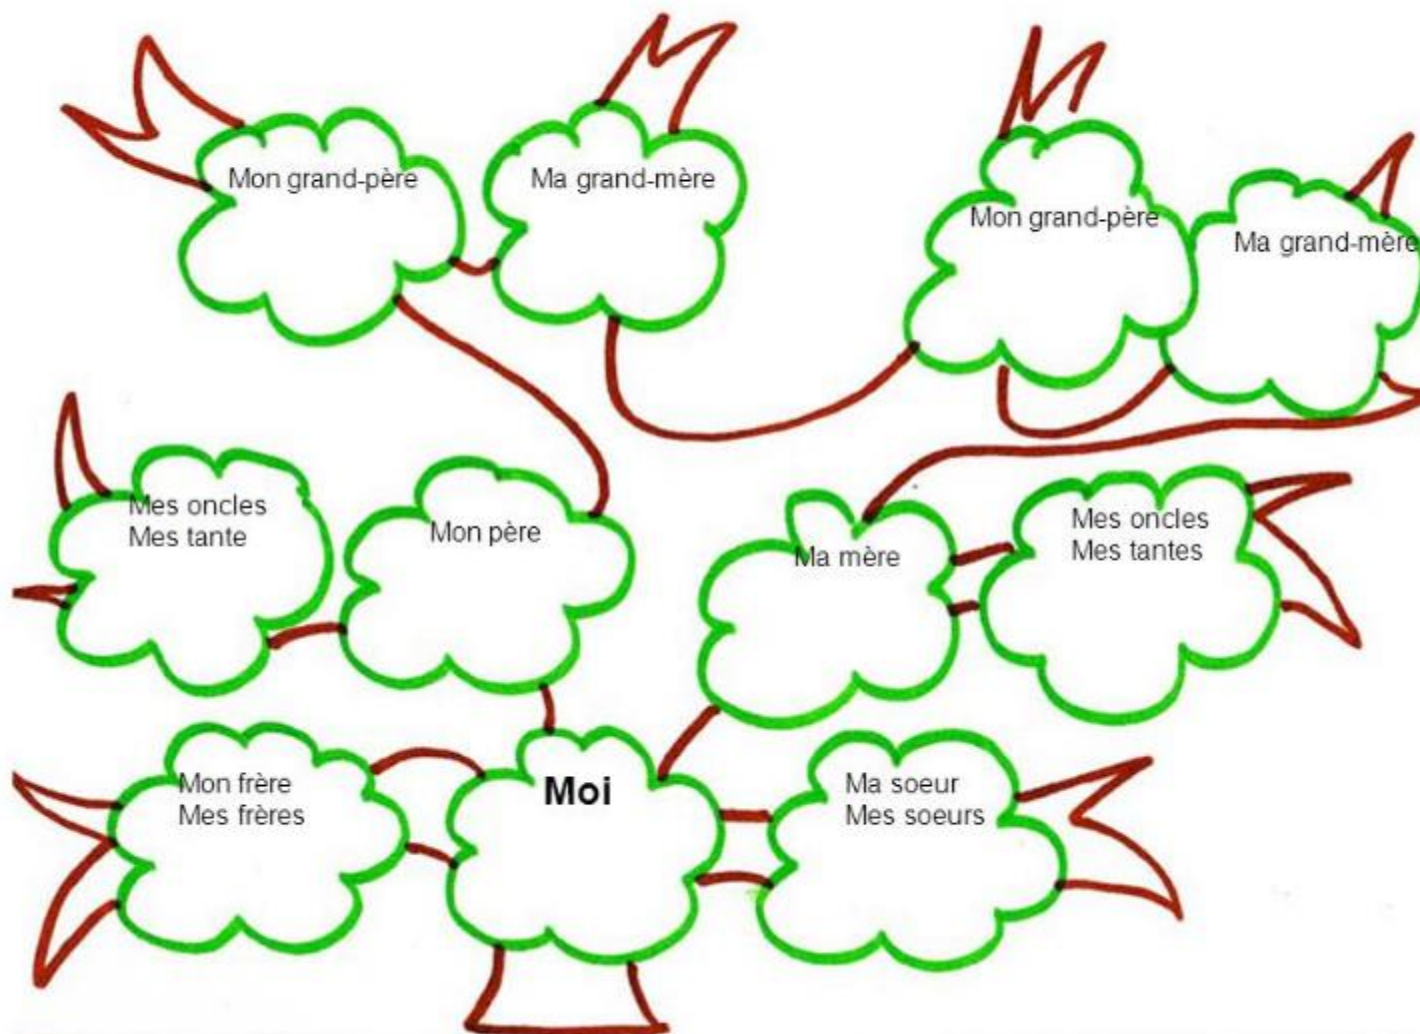 Mon grand-père
Ma grand-mère
Mon grand-père
Ma grand-mère
Mes oncles
Mes tante
Mon père
Ma mère
Mes oncles
Mes tantes
Mon frère
Mes frères
Moi
Ma soeur
Mes soeurs